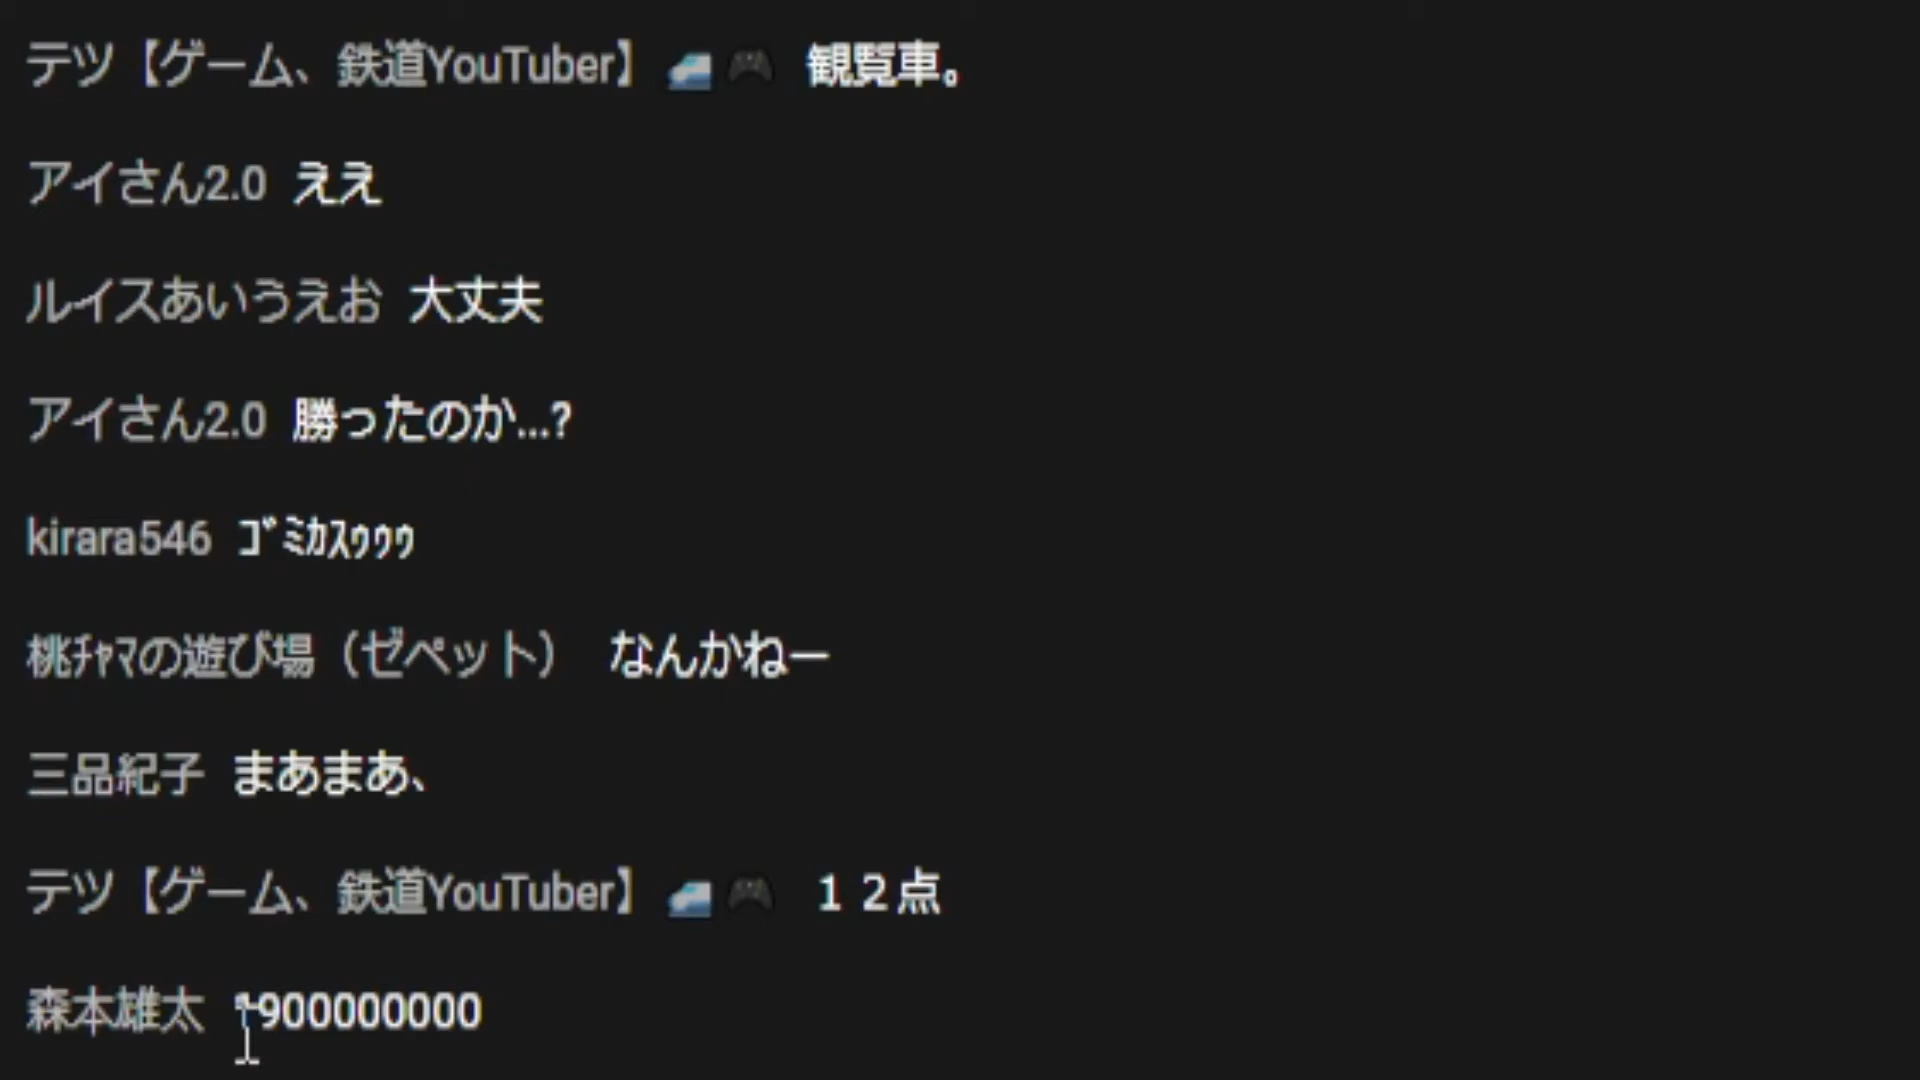 テツ【ゲーム、鉄道YouTuber】🚅🎮 観覧車。
アイさん2.0 ええ
ルイスあいうえお 大丈夫
アイさん2.0 勝ったのか...?
kirara546 ｺﾞﾐｶｽｩｩｩ
桃ﾁｬﾏの遊び場（ゼペット） なんかねー
三品紀子 まあまあ、
テツ【ゲーム、鉄道YouTuber】🚅🎮 １２点
森本雄太